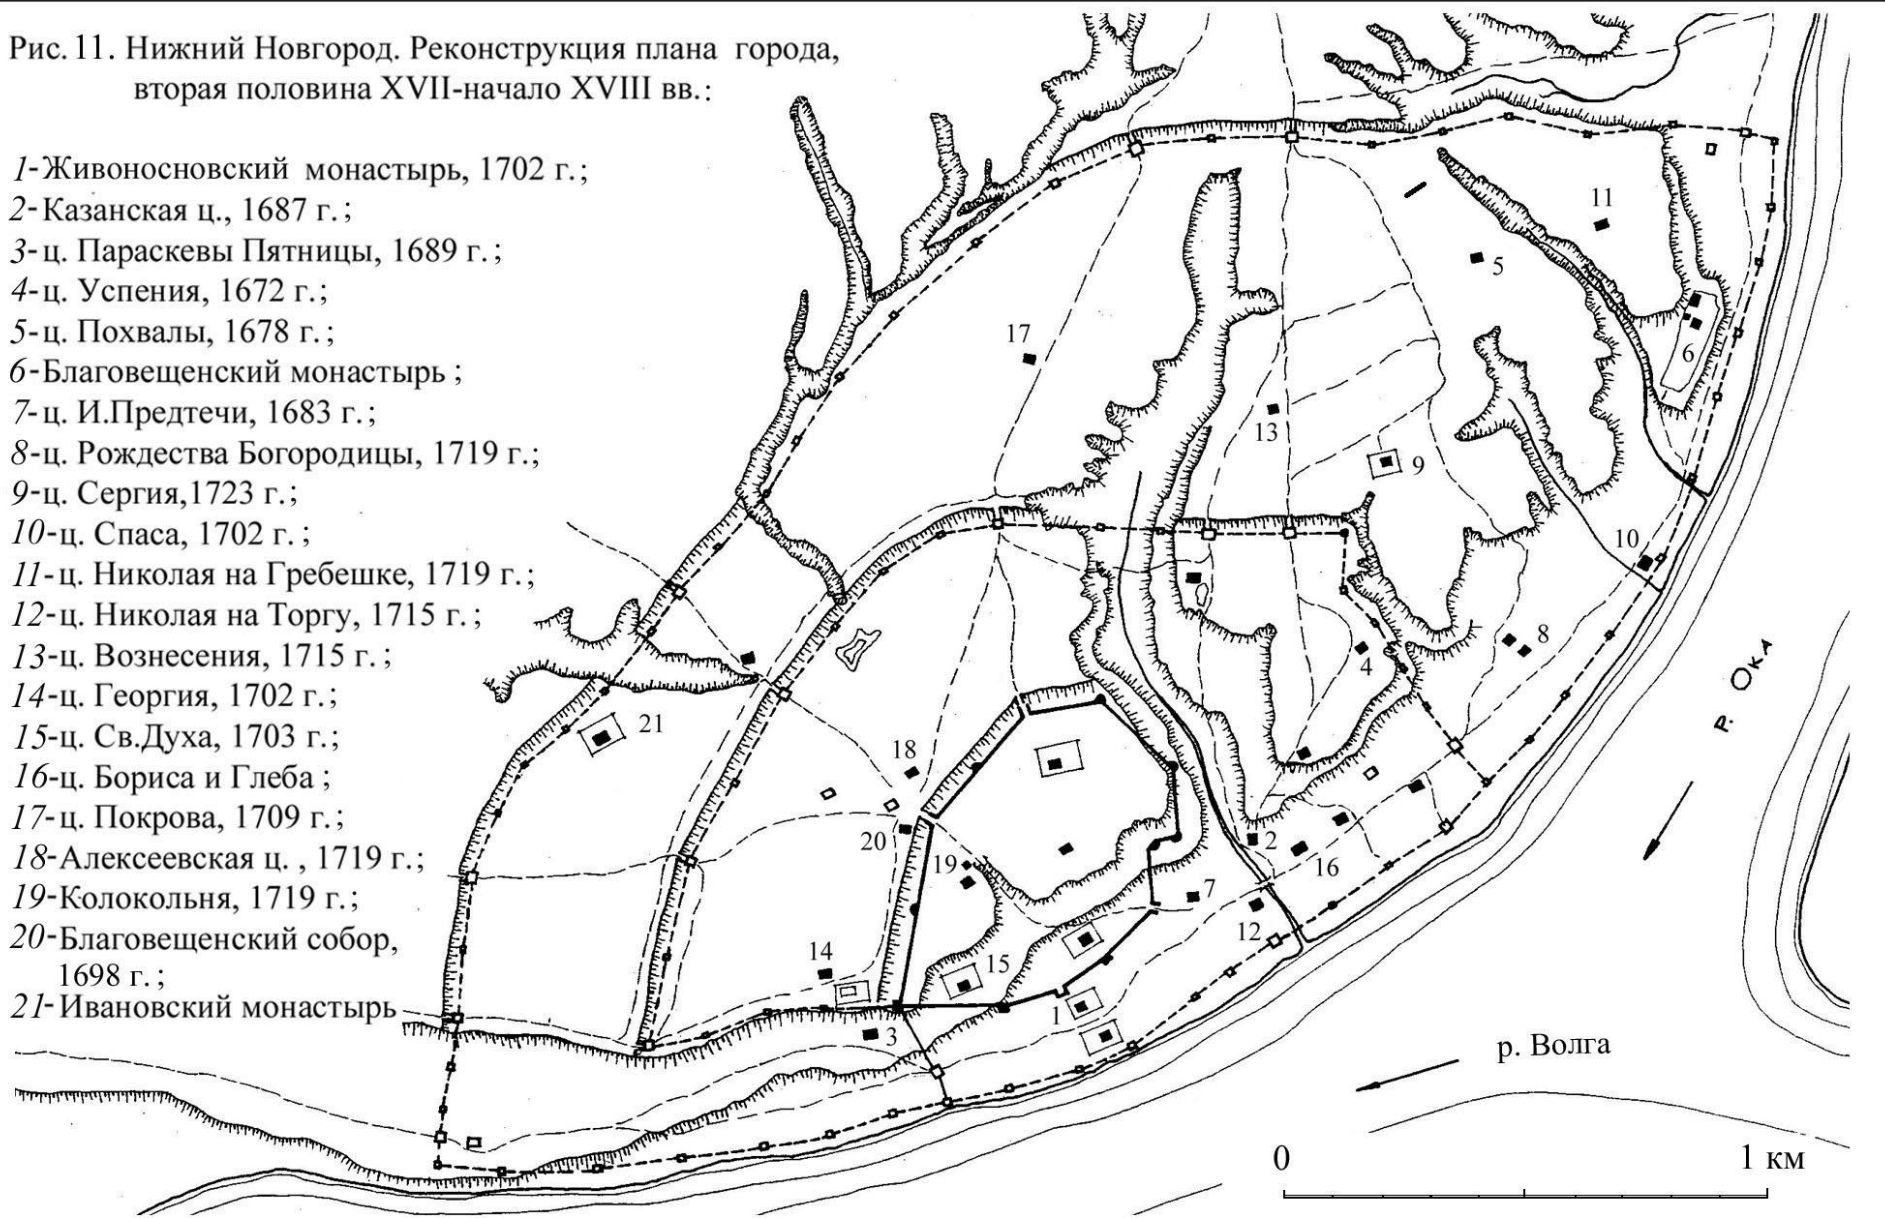 Рис. 11. Нижний Новгород. Реконструкция плана города,
вторая половина XVII-начало XVIII вв.:
1-Живоносновский монастырь, 1702 г.;
2-Казанская ц., 1687 г.;
3-ц. Параскевы Пятницы, 1689 г.;
4-ц. Успения, 1672 г.;
5-ц. Похвалы, 1678 г.;
6-Благовещенский монастырь ;
7-ц. И.Предтечи, 1683 г.;
8-ц. Рождества Богородицы, 1719 г.;
9-ц. Сергия,1723 г.;
10-ц. Спаса, 1702 г. ;
11-ц. Николая на Гребешке, 1719 г.;
12-ц. Николая на Торгу, 1715 г. ;
13-ц. Вознесения, 1715 г. ;
14-ц. Георгия, 1702 г.;
15-ц. Св.Духа, 1703 г.;
16-ц. Бориса и Глеба ;
17-ц. Покрова, 1709 г.;
18-Алексеевская ц. , 1719 г.;
19-Колокольня, 1719 г.;
20-Благовещенский собор,
1698 г.;
21-Ивановский монастырь
11
5
17
6
13
9
10
8
4
21
18
20
2
19
16
7
12
14
15
1
3
р. Ока
р. Волга
0
1 км